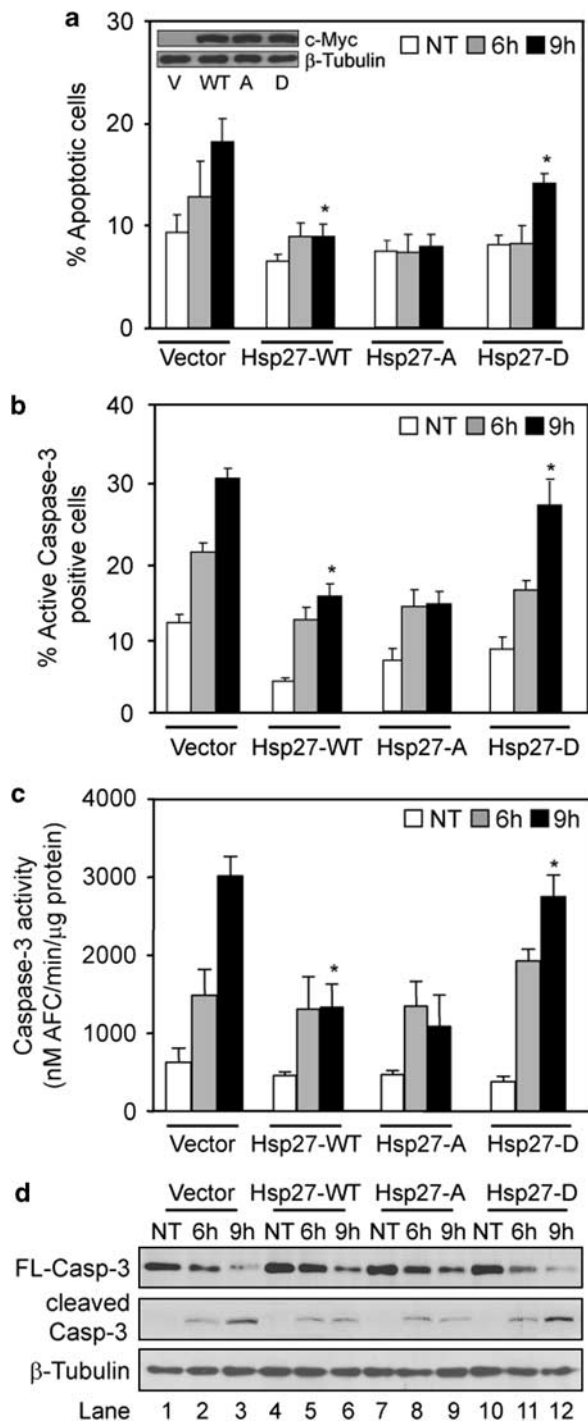 a
c-Myc
β-Tubulin
V WT A D
NT 6h 9h
30
20
10
0
% Apoptotic cells
*
*
Vector Hsp27-WT Hsp27-A Hsp27-D
b
NT 6h 9h
40
30
20
10
0
% Active Caspase-3
positive cells
*
*
Vector Hsp27-WT Hsp27-A Hsp27-D
c
NT 6h 9h
4000
3000
2000
1000
0
Caspase-3 activity
(nM AFC/min/µg protein)
*
*
Vector Hsp27-WT Hsp27-A Hsp27-D
d
Vector Hsp27-WT Hsp27-A Hsp27-D
NT 6h 9h NT 6h 9h NT 6h 9h NT 6h 9h
FL-Casp-3
cleaved
Casp-3
β-Tubulin
Lane 1 2 3 4 5 6 7 8 9 10 11 12